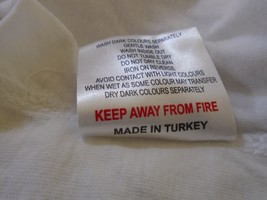 WASH DARK COLOURS SEPARATELY
GENTLE WASH
WASH INSIDE OUT
DO NOT TUMBLE DRY
DO NOT DRY CLEAN
IRON ON REVERSE
AVOID CONTACT WITH LIGHT COLOURS
WHEN WET AS SOME COLOUR MAY TRANSFER
DRY DARK COLOURS SEPARATELY
KEEP AWAY FROM FIRE
MADE IN TURKEY